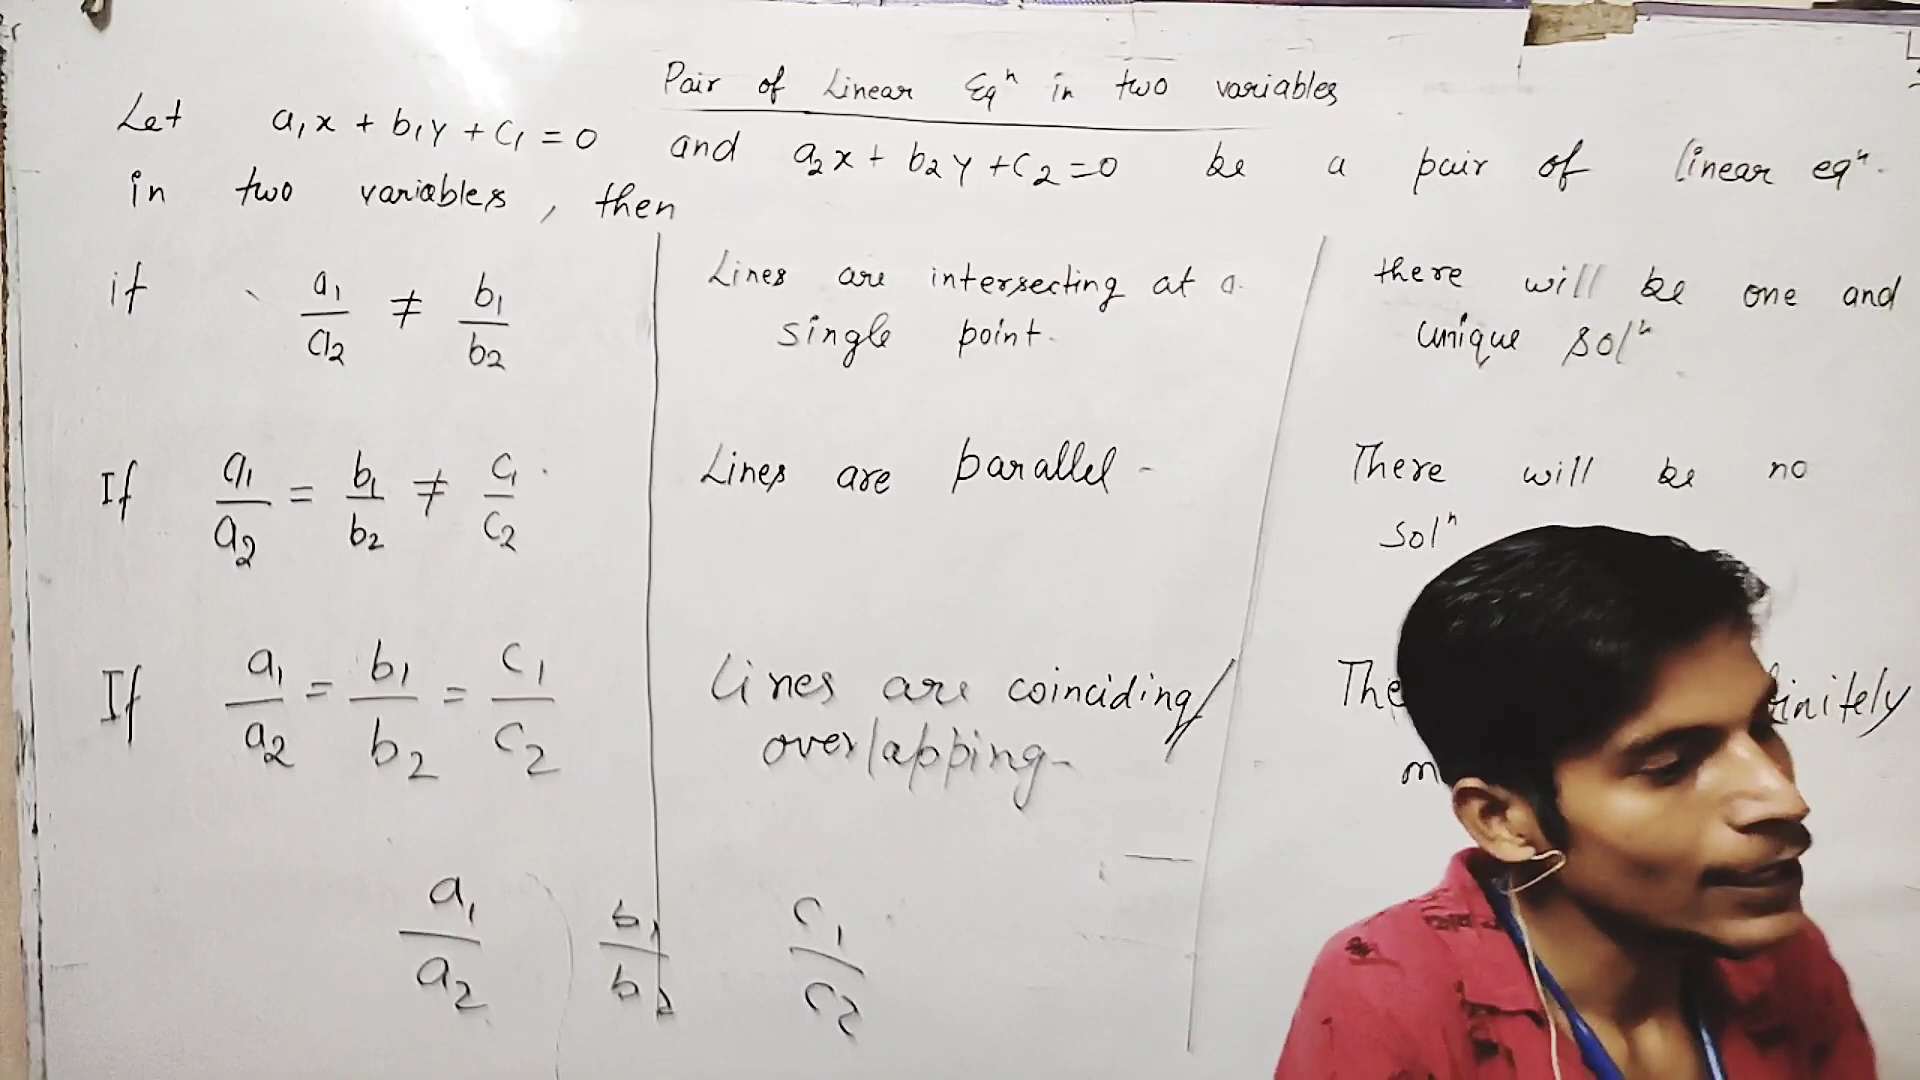 Pair of Linear Eqⁿ in two variables
Let a₁x + b₁y + c₁ = 0 and a₂x + b₂y + c₂ = 0 be a pair of linear eqⁿ.
in two variables, then
if a₁/a₂ ≠ b₁/b₂
Lines are intersecting at a
single point.
there will be one and
unique solⁿ
If a₁/a₂ = b₁/b₂ ≠ c₁/c₂
Lines are parallel -
There will be no
solⁿ
If a₁/a₂ = b₁/b₂ = c₁/c₂
Lines are coinciding/
overlapping-
a₁/a₂ b₁/b₂ c₁/c₂